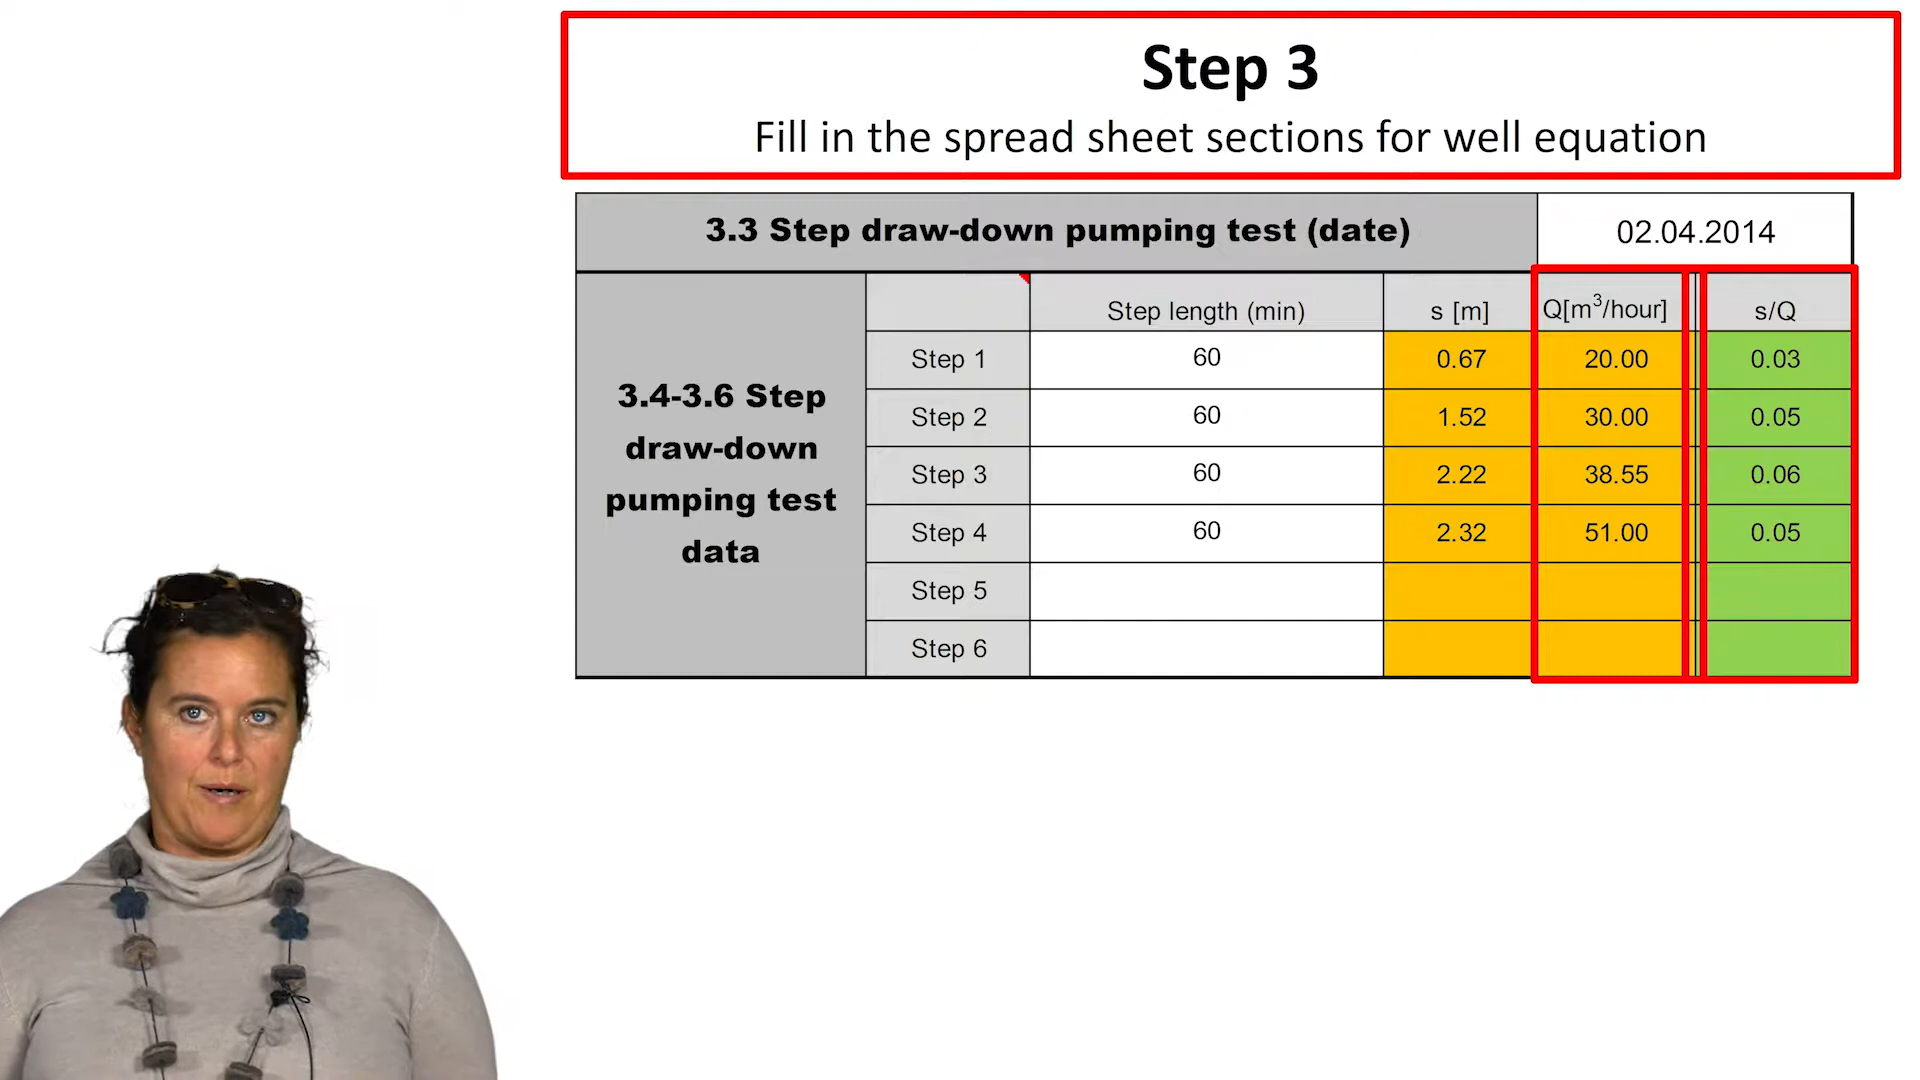 Step 3
Fill in the spread sheet sections for well equation
3.3 Step draw-down pumping test (date) 02.04.2014
3.4-3.6 Step
draw-down
pumping test
data
Step length (min) s [m] Q[m³/hour] s/Q
Step 1 60 0.67 20.00 0.03
Step 2 60 1.52 30.00 0.05
Step 3 60 2.22 38.55 0.06
Step 4 60 2.32 51.00 0.05
Step 5
Step 6